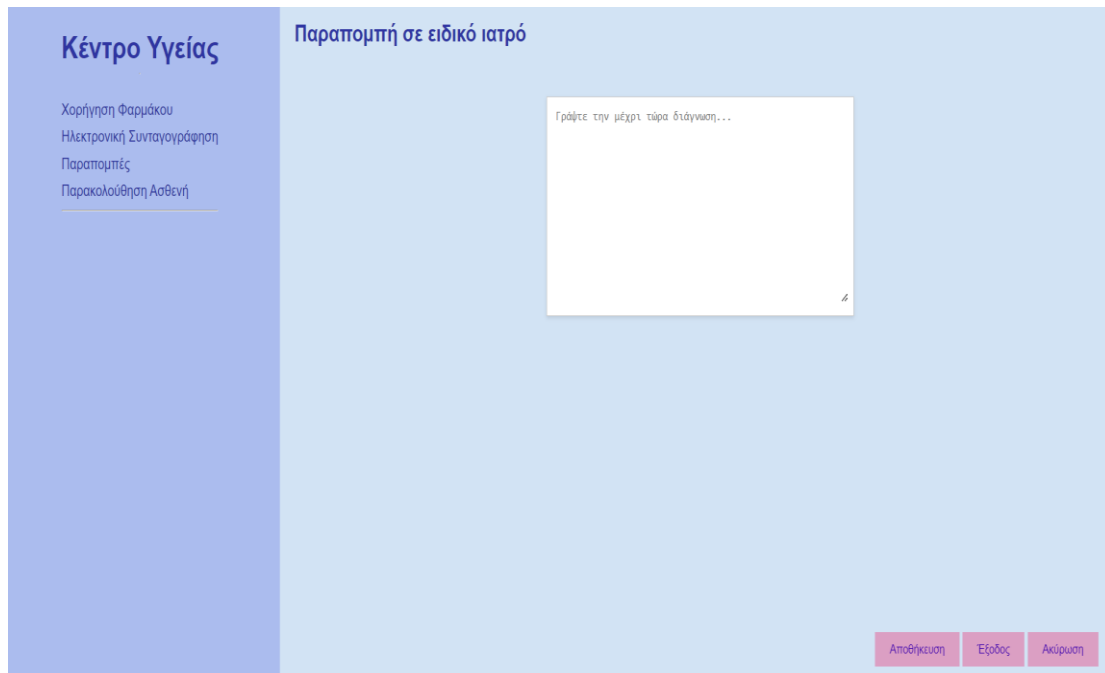 Κέντρο Υγείας
Χορήγηση Φαρμάκου
Ηλεκτρονική Συνταγογράφηση
Παραπομπές
Παρακολούθηση Ασθενή
Παραπομπή σε ειδικό ιατρό
Γράψτε την μέχρι τώρα διάγνωση...
Αποθήκευση Έξοδος Ακύρωση